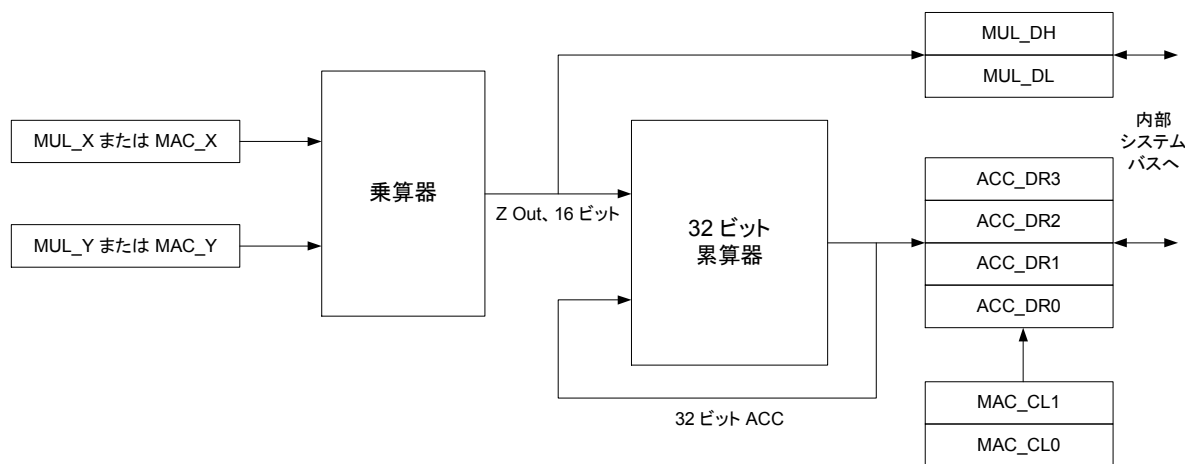 MUL_DH
MUL_DL
MUL_X または MAC_X
乗算器
MUL_Y または MAC_Y
Z Out、16 ビット
32 ビット
累算器
32 ビット ACC
内部
システム
バスへ
ACC_DR3
ACC_DR2
ACC_DR1
ACC_DR0
MAC_CL1
MAC_CL0